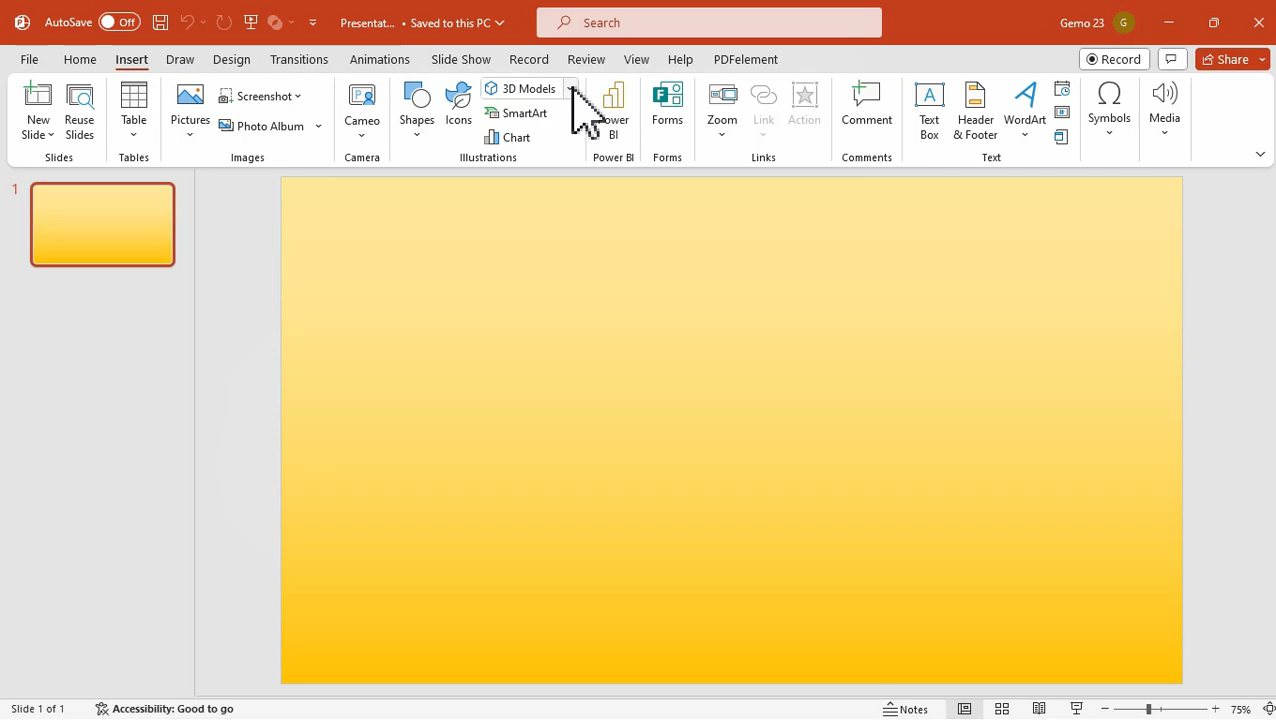 AutoSave Off Presentat... • Saved to this PC Search Gemo 23 G
File Home Insert Draw Design Transitions Animations Slide Show Record Review View Help PDFelement Record Share
New Slide
Reuse Slides
Table
Pictures
Screenshot
Photo Album
Cameo
Shapes
Icons
3D Models
SmartArt
Chart
Power BI
Forms
Zoom
Link
Action
Comment
Text Box
Header & Footer
WordArt
Symbols
Media
Slides Tables Images Camera Illustrations Power BI Forms Links Comments Text
1
Slide 1 of 1 Accessibility: Good to go Notes 75%